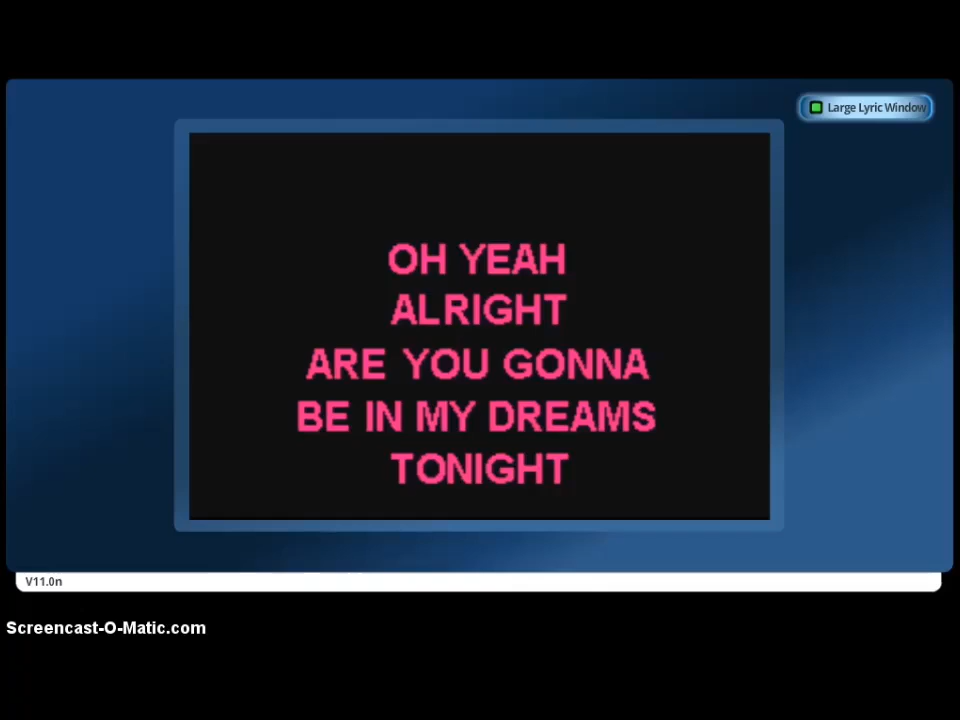 Large Lyric Window
OH YEAH
ALRIGHT
ARE YOU GONNA
BE IN MY DREAMS
TONIGHT
V11.0n
Screencast-O-Matic.com